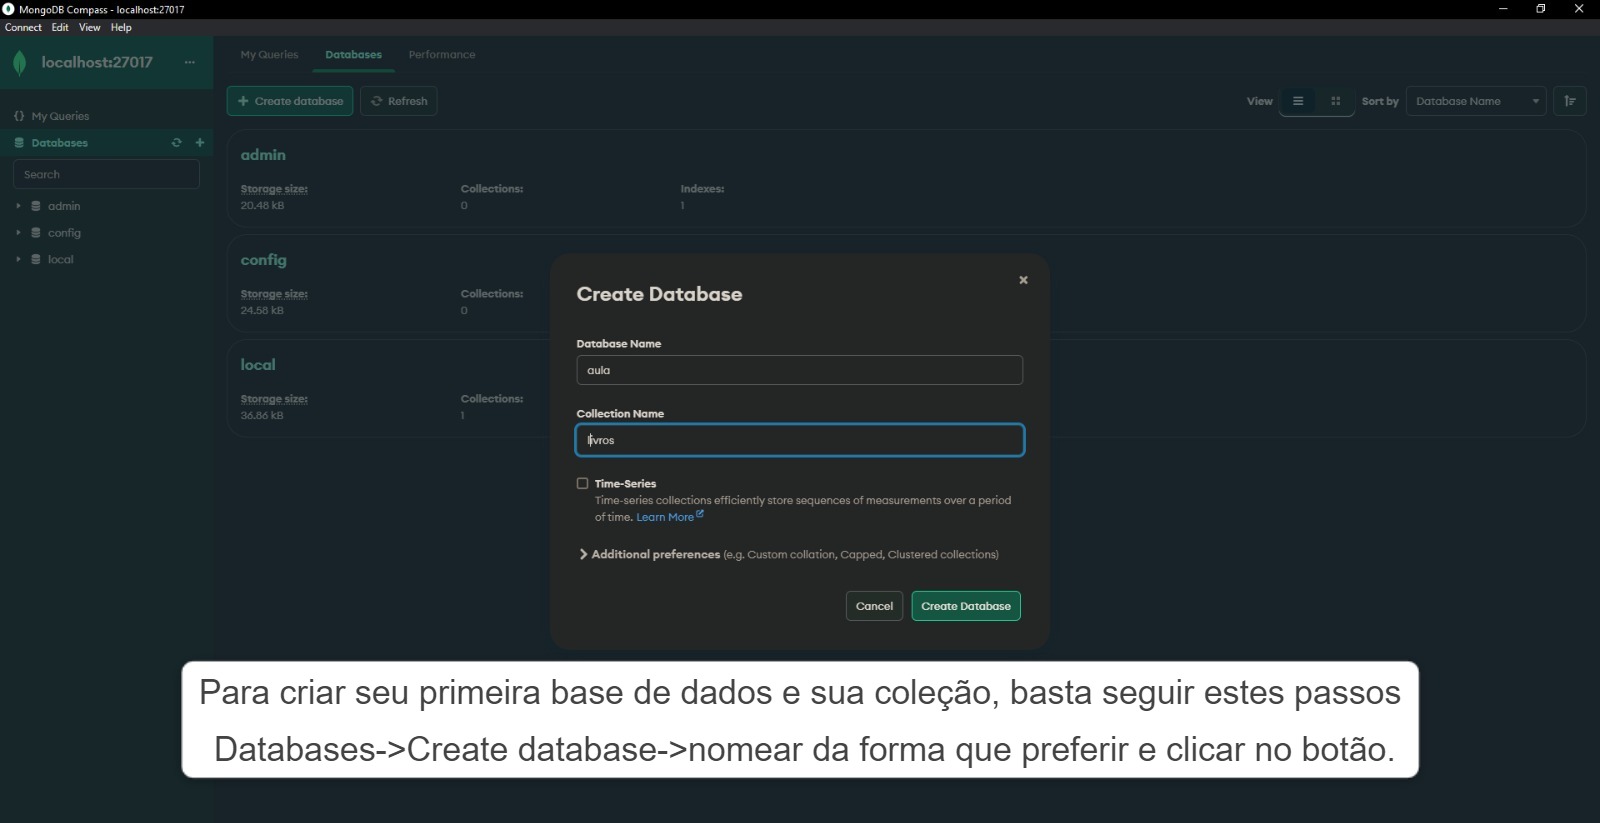 MongoDB Compass - localhost:27017
Connect Edit View Help
localhost:27017 ...
My Queries Databases Performance
Create database Refresh
View Sort by Database Name
{} My Queries
Databases
Search
admin
config
local
admin
Storage size: Collections: Indexes:
20.48 kB 0 1
config
Storage size: Collections:
24.58 kB 0
local
Storage size: Collections:
36.86 kB 1
Create Database
Database Name
aula
Collection Name
livros
Time-Series
Time-series collections efficiently store sequences of measurements over a period
of time. Learn More
Additional preferences (e.g. Custom collation, Capped, Clustered collections)
Cancel Create Database
Para criar seu primeira base de dados e sua coleção, basta seguir estes passos
Databases->Create database->nomear da forma que preferir e clicar no botão.